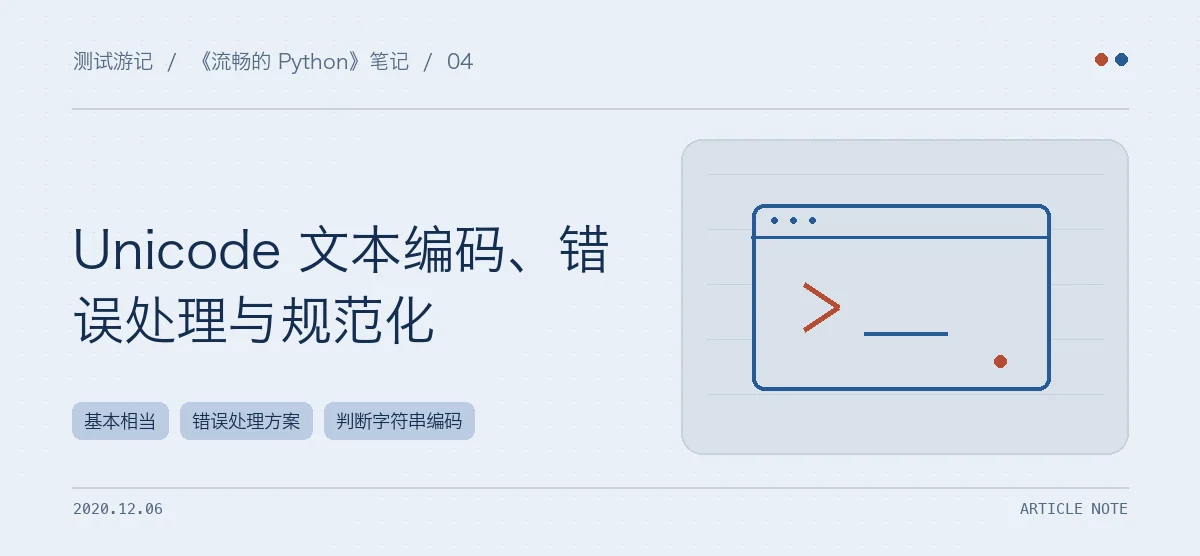 测试游记 / 《流畅的 Python》笔记 / 04
Unicode 文本编码、错
误处理与规范化
基本相当 错误处理方案 判断字符串编码
2020.12.06 ARTICLE NOTE